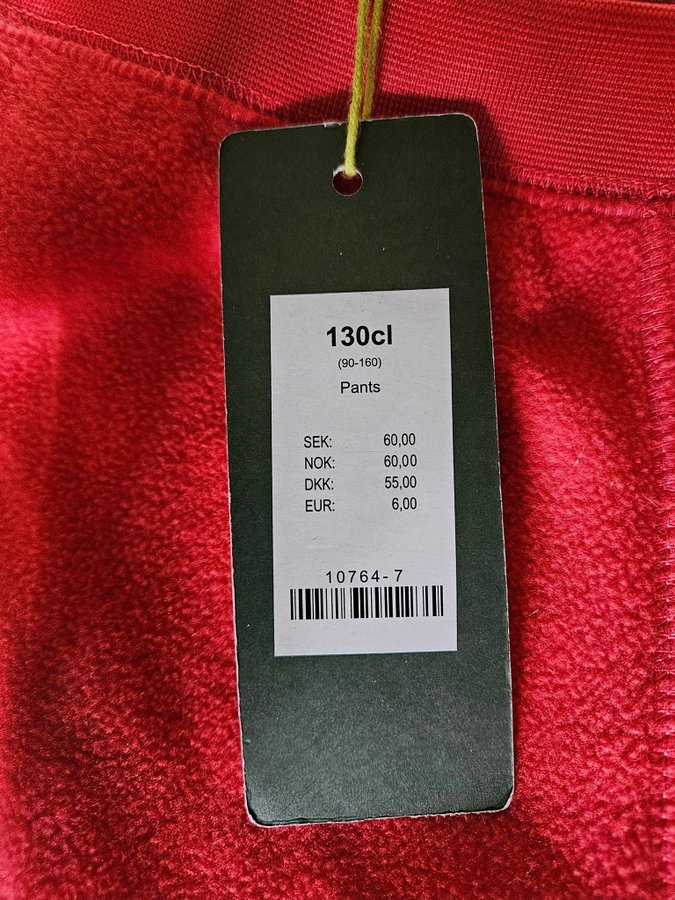 130cl
(90-160)
Pants
SEK: 60,00
NOK: 60,00
DKK: 55,00
EUR: 6,00
10764-7